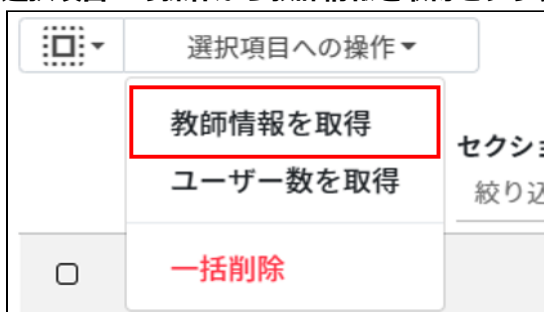 選択項目への操作
教師情報を取得
セクショ
ユーザー数を取得
絞り込
一括削除